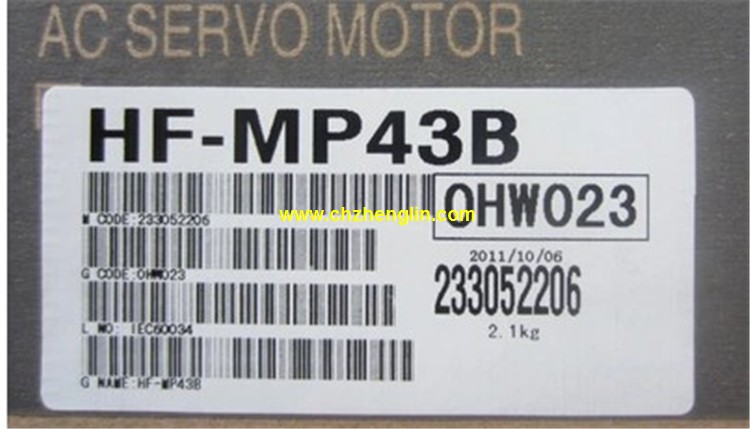 AC SERVO MOTOR
HF-MP43B
M CODE:233052206
OHW023
www.chzhenglin.com
2011/10/06
G CODE:OHW023
233052206
L NO: IEC60034
2.1kg
G NAME:HF-MP43B